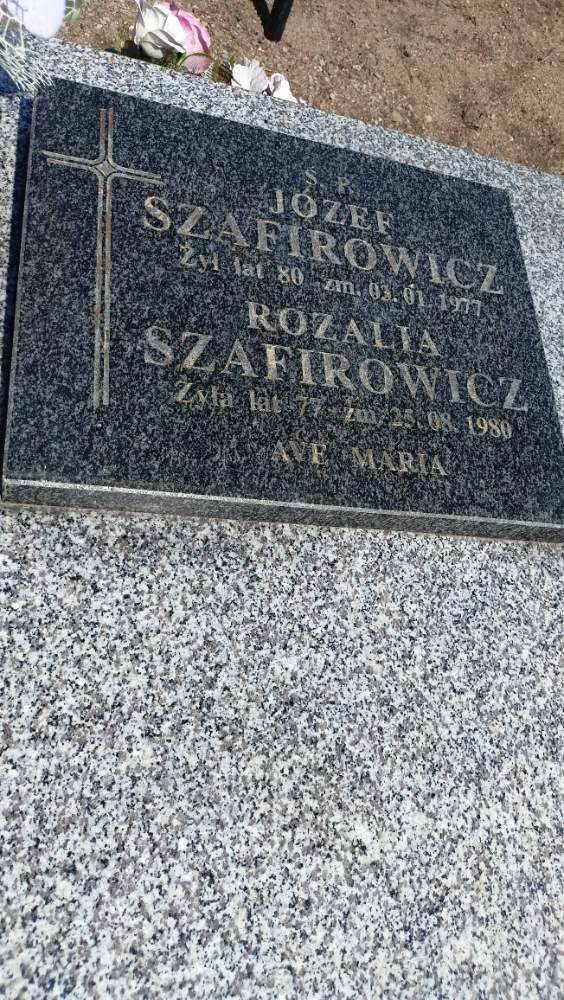 Ś. P.
JÓZEF
SZAFIROWICZ
Żył lat 80 zm. 03. 01. 1977
ROZALIA
SZAFIROWICZ
Żyła lat 77 zm. 25. 08. 1980
AVE MARIA